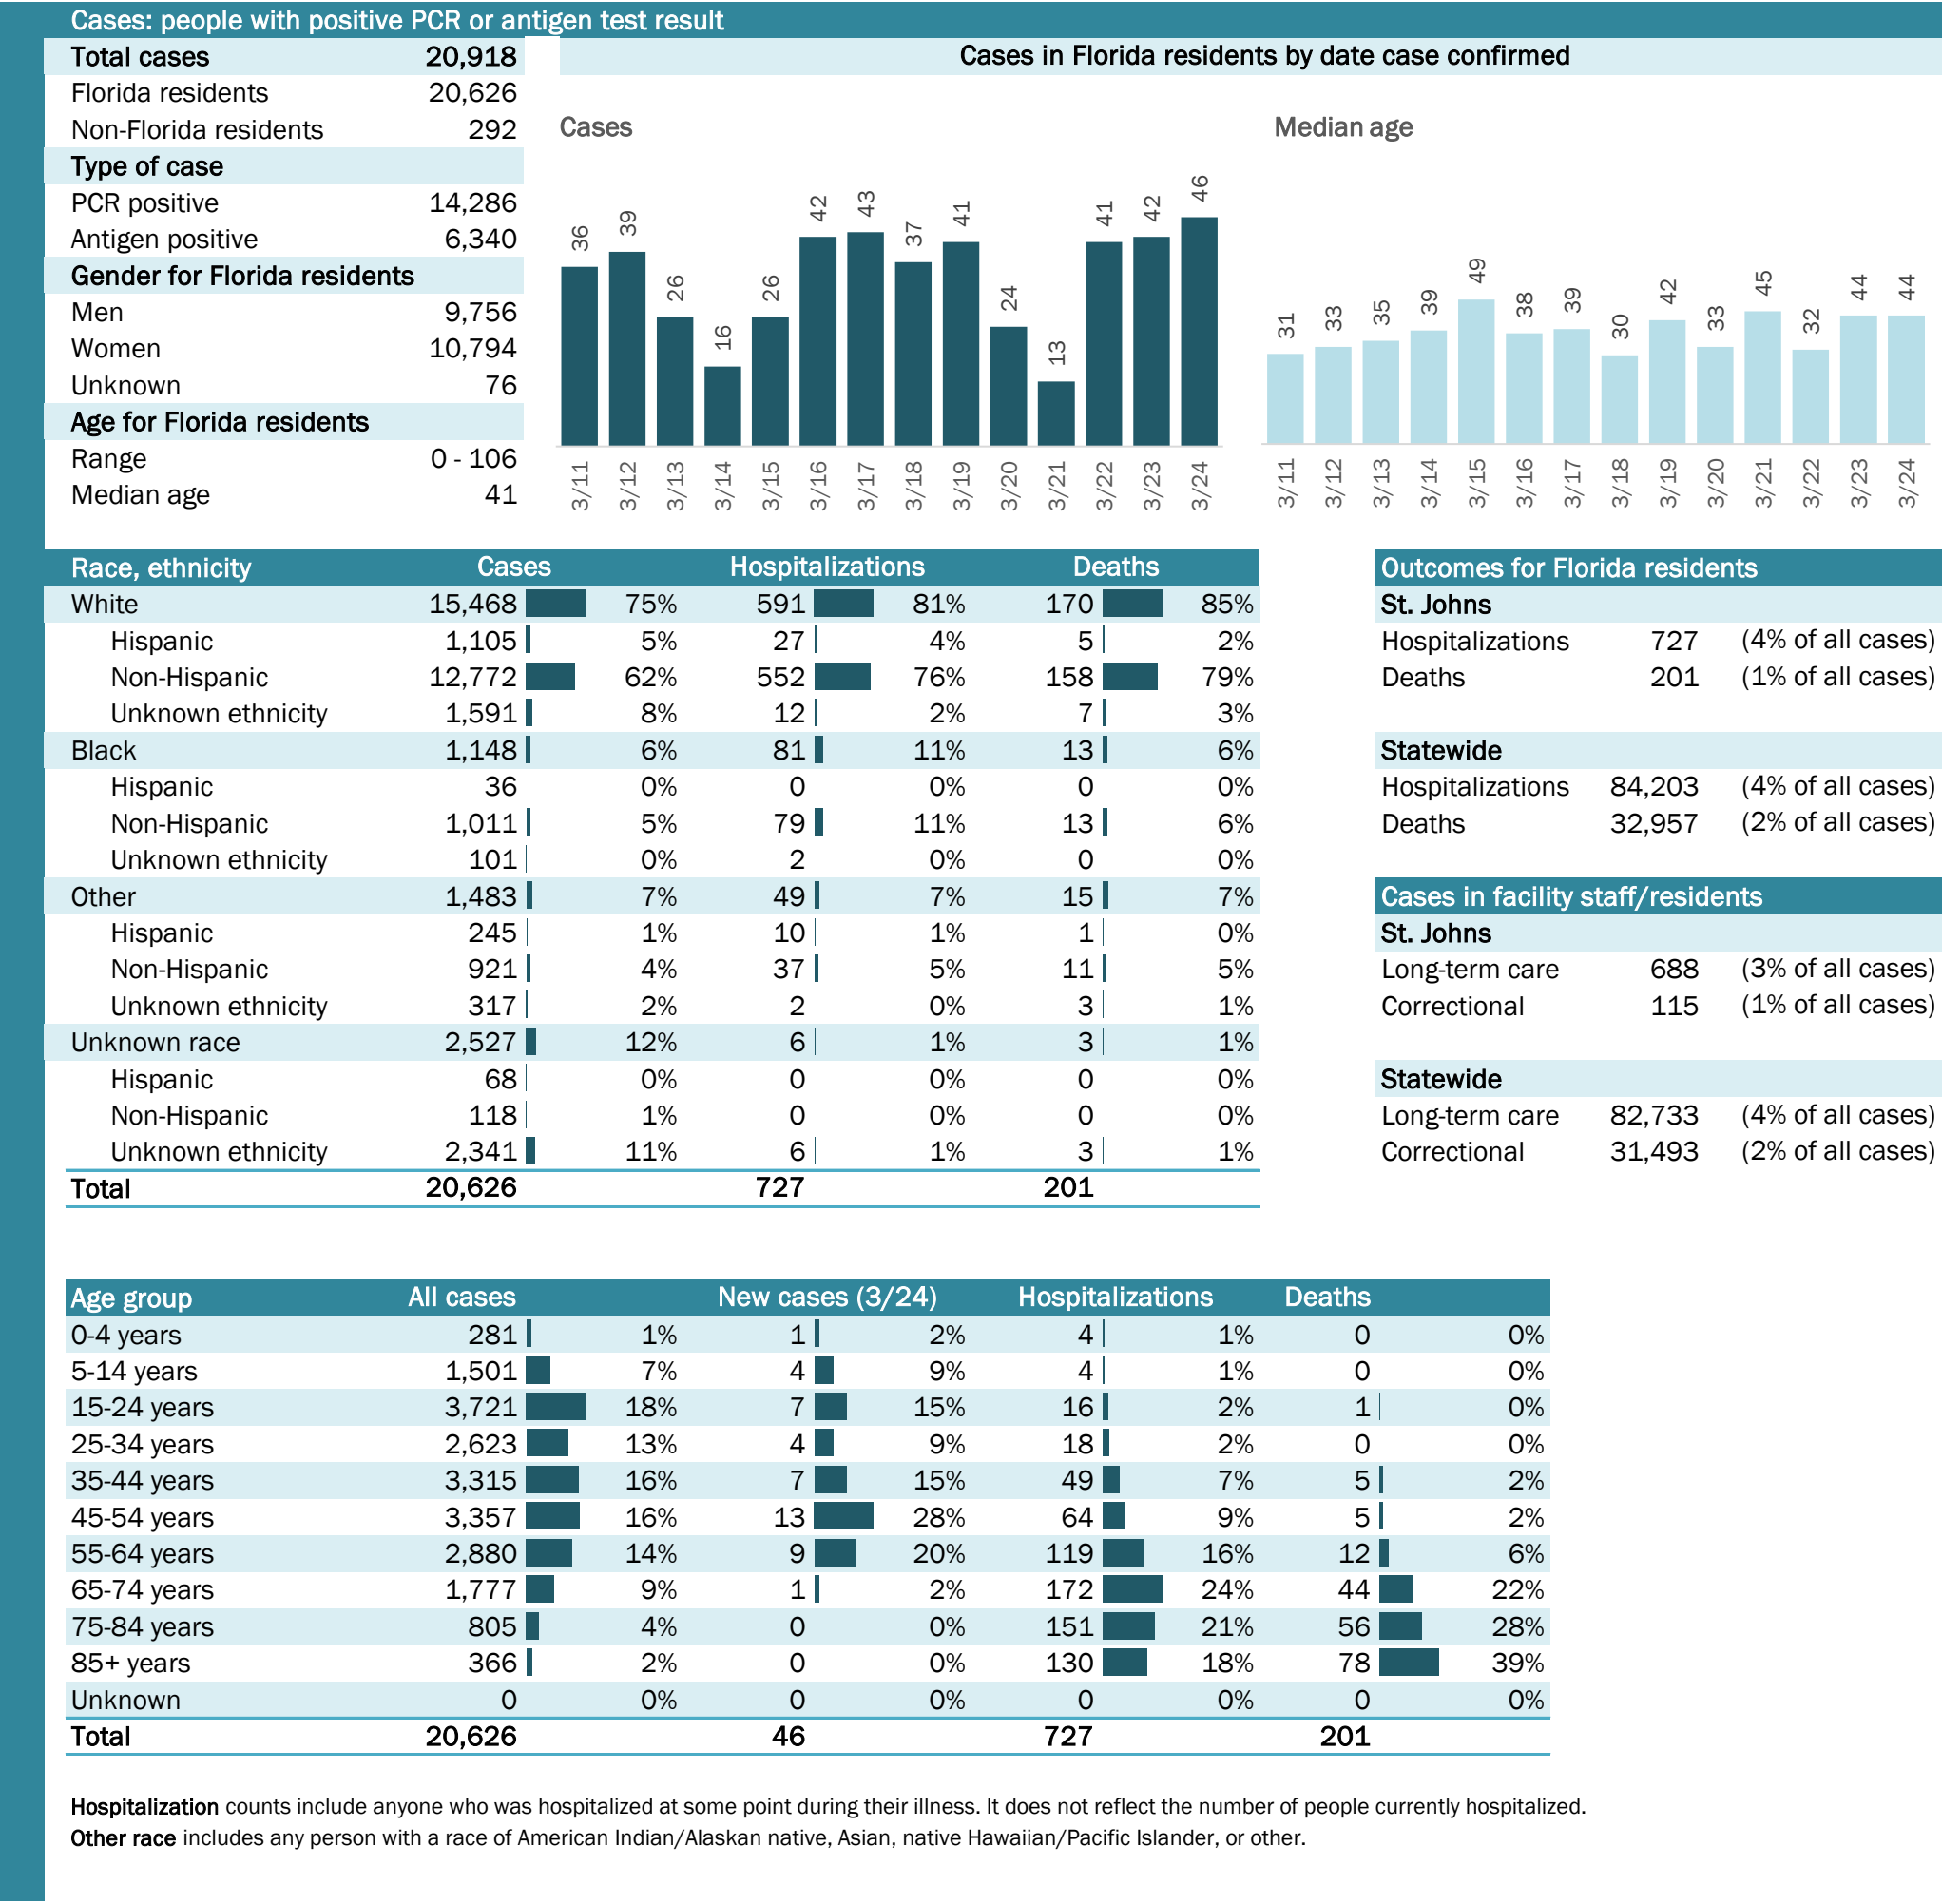 Cases: people with positive PCR or antigen test result
Total cases 20,918
Florida residents 20,626
Non-Florida residents 292
Type of case
PCR positive 14,286
Antigen positive 6,340
Gender for Florida residents
Men 9,756
Women 10,794
Unknown 76
Age for Florida residents
Range 0 - 106
Median age 41
Cases in Florida residents by date case confirmed
Cases
36 39 26 16 26 42 43 37 41 24 13 41 42 46
3/11 3/12 3/13 3/14 3/15 3/16 3/17 3/18 3/19 3/20 3/21 3/22 3/23 3/24
Median age
31 33 35 39 49 38 39 30 42 33 45 32 44 44
3/11 3/12 3/13 3/14 3/15 3/16 3/17 3/18 3/19 3/20 3/21 3/22 3/23 3/24
Race, ethnicity Cases Hospitalizations Deaths
White 15,468 75% 591 81% 170 85%
Hispanic 1,105 5% 27 4% 5 2%
Non-Hispanic 12,772 62% 552 76% 158 79%
Unknown ethnicity 1,591 8% 12 2% 7 3%
Black 1,148 6% 81 11% 13 6%
Hispanic 36 0% 0 0% 0 0%
Non-Hispanic 1,011 5% 79 11% 13 6%
Unknown ethnicity 101 0% 2 0% 0 0%
Other 1,483 7% 49 7% 15 7%
Hispanic 245 1% 10 1% 1 0%
Non-Hispanic 921 4% 37 5% 11 5%
Unknown ethnicity 317 2% 2 0% 3 1%
Unknown race 2,527 12% 6 1% 3 1%
Hispanic 68 0% 0 0% 0 0%
Non-Hispanic 118 1% 0 0% 0 0%
Unknown ethnicity 2,341 11% 6 1% 3 1%
Total 20,626 727 201
Outcomes for Florida residents
St. Johns
Hospitalizations 727 (4% of all cases)
Deaths 201 (1% of all cases)
Statewide
Hospitalizations 84,203 (4% of all cases)
Deaths 32,957 (2% of all cases)
Cases in facility staff/residents
St. Johns
Long-term care 688 (3% of all cases)
Correctional 115 (1% of all cases)
Statewide
Long-term care 82,733 (4% of all cases)
Correctional 31,493 (2% of all cases)
Age group All cases New cases (3/24) Hospitalizations Deaths
0-4 years 281 1% 1 2% 4 1% 0 0%
5-14 years 1,501 7% 4 9% 4 1% 0 0%
15-24 years 3,721 18% 7 15% 16 2% 1 0%
25-34 years 2,623 13% 4 9% 18 2% 0 0%
35-44 years 3,315 16% 7 15% 49 7% 5 2%
45-54 years 3,357 16% 13 28% 64 9% 5 2%
55-64 years 2,880 14% 9 20% 119 16% 12 6%
65-74 years 1,777 9% 1 2% 172 24% 44 22%
75-84 years 805 4% 0 0% 151 21% 56 28%
85+ years 366 2% 0 0% 130 18% 78 39%
Unknown 0 0% 0 0% 0 0% 0 0%
Total 20,626 46 727 201
Hospitalization counts include anyone who was hospitalized at some point during their illness. It does not reflect the number of people currently hospitalized.
Other race includes any person with a race of American Indian/Alaskan native, Asian, native Hawaiian/Pacific Islander, or other.